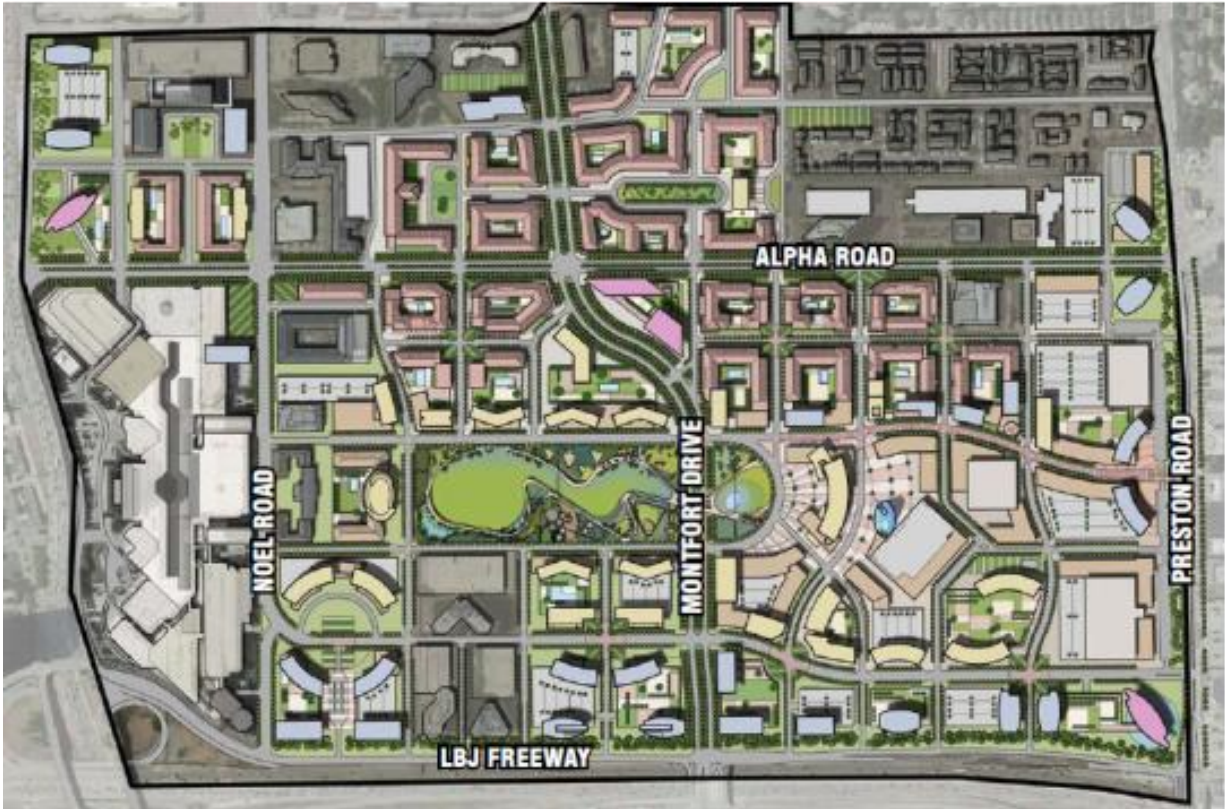 ALPHA ROAD
NOEL ROAD
MONTFORT DRIVE
PRESTON ROAD
LBJ FREEWAY